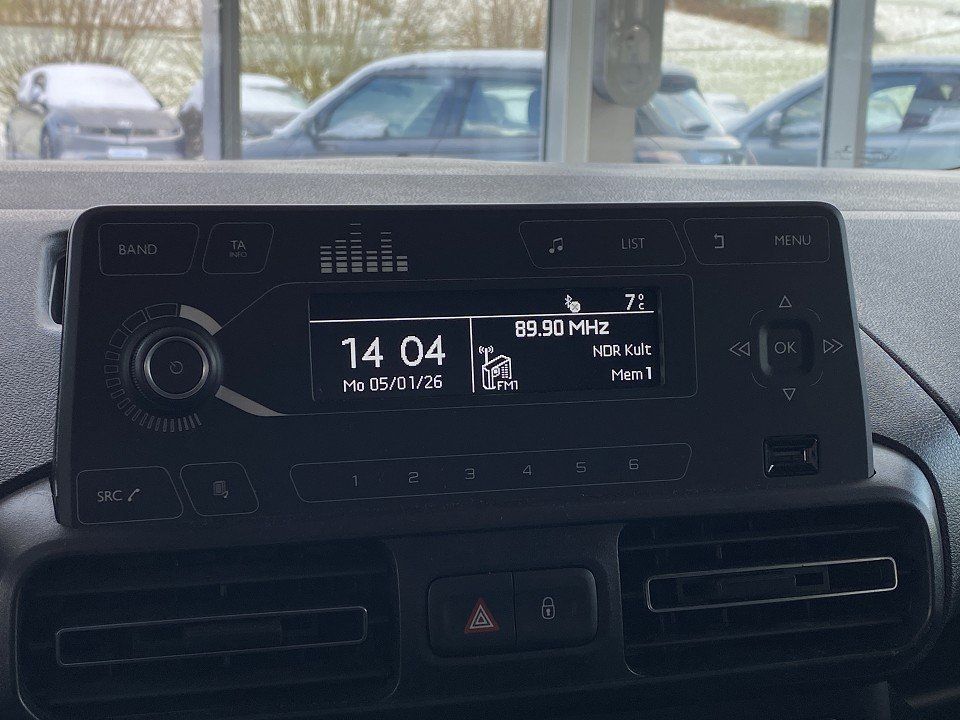 BAND
TA
INFO
LIST
MENU
7°C
89.90 MHz
14 04
NDR Kult
Mo 05/01/26
FM1
Mem 1
OK
1 2 3 4 5 6
SRC